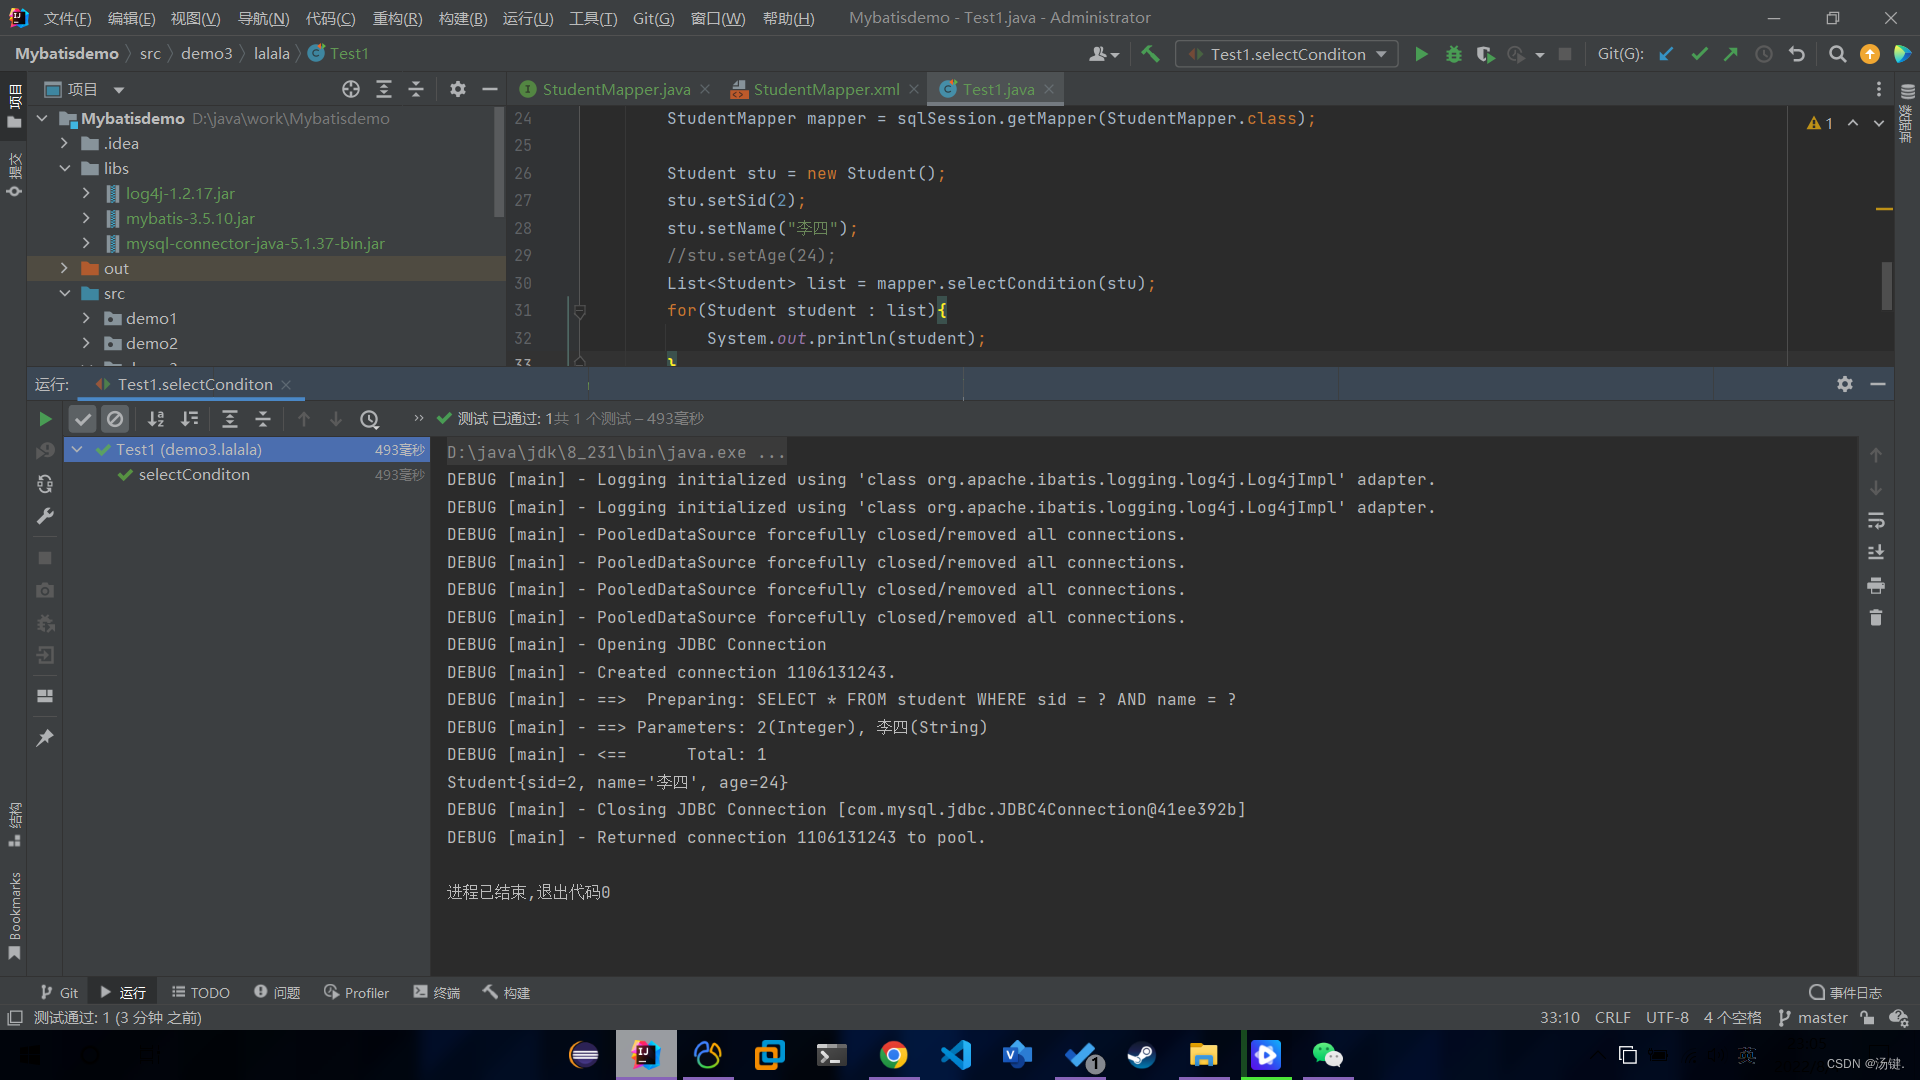 文件(F) 编辑(E) 视图(V) 导航(N) 代码(C) 重构(R) 构建(B) 运行(U) 工具(T) Git(G) 窗口(W) 帮助(H) Mybatisdemo - Test1.java - Administrator
Mybatisdemo src demo3 lalala Test1 Test1.selectConditon Git(G):
项目 StudentMapper.java StudentMapper.xml Test1.java
项目
提交
数据库
Mybatisdemo D:\java\work\Mybatisdemo
.idea
libs
log4j-1.2.17.jar
mybatis-3.5.10.jar
mysql-connector-java-5.1.37-bin.jar
out
src
demo1
demo2
24 StudentMapper mapper = sqlSession.getMapper(StudentMapper.class);
25
26 Student stu = new Student();
27 stu.setSid(2);
28 stu.setName("李四");
29 //stu.setAge(24);
30 List<Student> list = mapper.selectCondition(stu);
31 for(Student student : list){
32 System.out.println(student);
33 }
1
运行: Test1.selectConditon
测试 已通过: 1共 1 个测试 – 493毫秒
Test1 (demo3.lalala) 493毫秒
selectConditon 493毫秒
D:\java\jdk\8_231\bin\java.exe ...
DEBUG [main] - Logging initialized using 'class org.apache.ibatis.logging.log4j.Log4jImpl' adapter.
DEBUG [main] - Logging initialized using 'class org.apache.ibatis.logging.log4j.Log4jImpl' adapter.
DEBUG [main] - PooledDataSource forcefully closed/removed all connections.
DEBUG [main] - PooledDataSource forcefully closed/removed all connections.
DEBUG [main] - PooledDataSource forcefully closed/removed all connections.
DEBUG [main] - PooledDataSource forcefully closed/removed all connections.
DEBUG [main] - Opening JDBC Connection
DEBUG [main] - Created connection 1106131243.
DEBUG [main] - ==>  Preparing: SELECT * FROM student WHERE sid = ? AND name = ?
DEBUG [main] - ==> Parameters: 2(Integer), 李四(String)
DEBUG [main] - <==      Total: 1
Student{sid=2, name='李四', age=24}
DEBUG [main] - Closing JDBC Connection [com.mysql.jdbc.JDBC4Connection@41ee392b]
DEBUG [main] - Returned connection 1106131243 to pool.
进程已结束,退出代码0
结构
Bookmarks
Git 运行 TODO 问题 Profiler 终端 构建 事件日志
测试通过: 1 (3 分钟 之前) 33:10 CRLF UTF-8 4 个空格 master
1
英
CSDN @汤键.